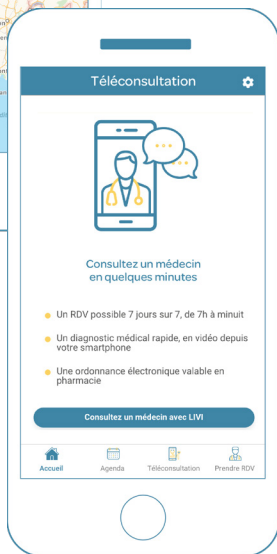 Téléconsultation
Consultez un médecin
en quelques minutes
Un RDV possible 7 jours sur 7, de 7h à minuit
Un diagnostic médical rapide, en vidéo depuis
votre smartphone
Une ordonnance électronique valable en
pharmacie
Consultez un médecin avec LIVI
Accueil
Agenda
Téléconsultation
Prendre RDV